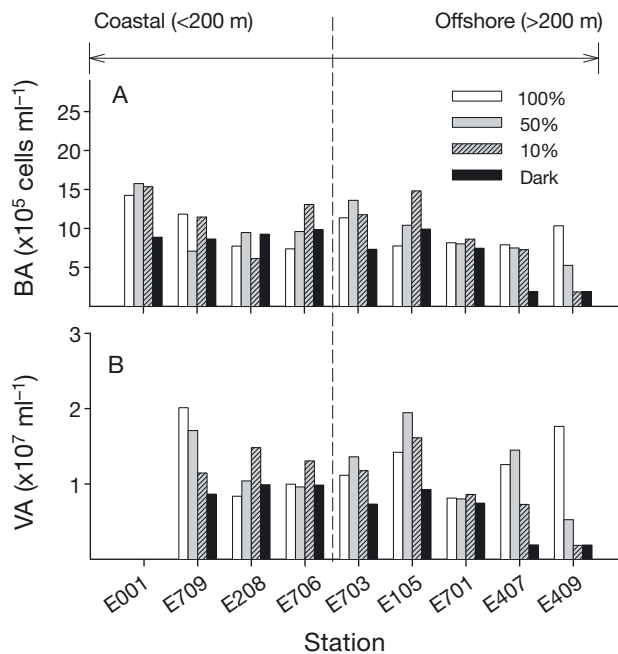 Coastal (<200 m) Offshore (>200 m)
A
100%
50%
10%
Dark
BA (x10⁵ cells ml⁻¹)
25
20
15
10
5
B
VA (x10⁷ ml⁻¹)
3
2
1
E001 E709 E208 E706 E703 E105 E701 E407 E409
Station